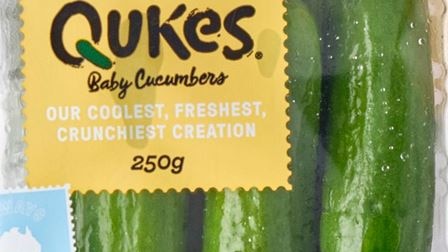 Qukes®
Baby Cucumbers
OUR COOLEST, FRESHEST,
CRUNCHIEST CREATION
250g